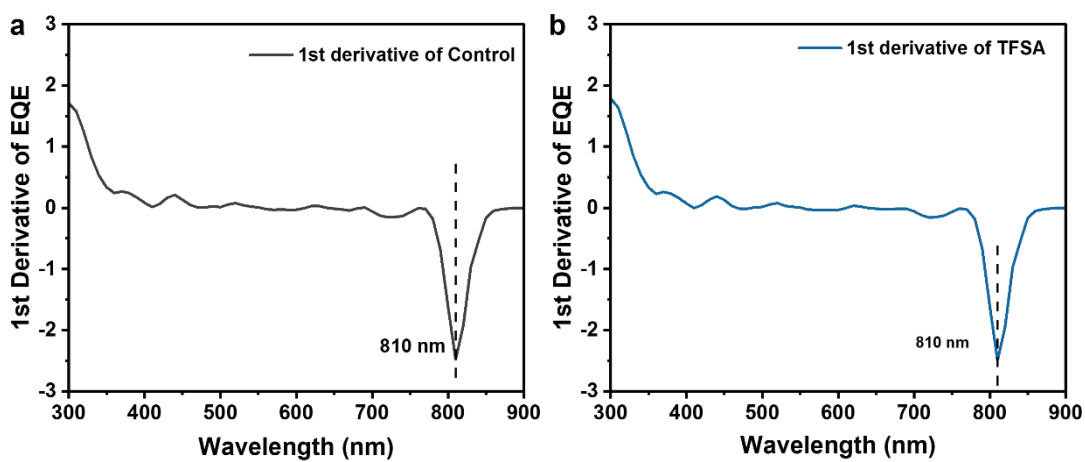 a
1st derivative of Control
1st Derivative of EQE
3
2
1
0
-1
-2
-3
810 nm
300 400 500 600 700 800 900
Wavelength (nm)
b
1st derivative of TFSA
1st Derivative of EQE
3
2
1
0
-1
-2
-3
810 nm
300 400 500 600 700 800 900
Wavelength (nm)